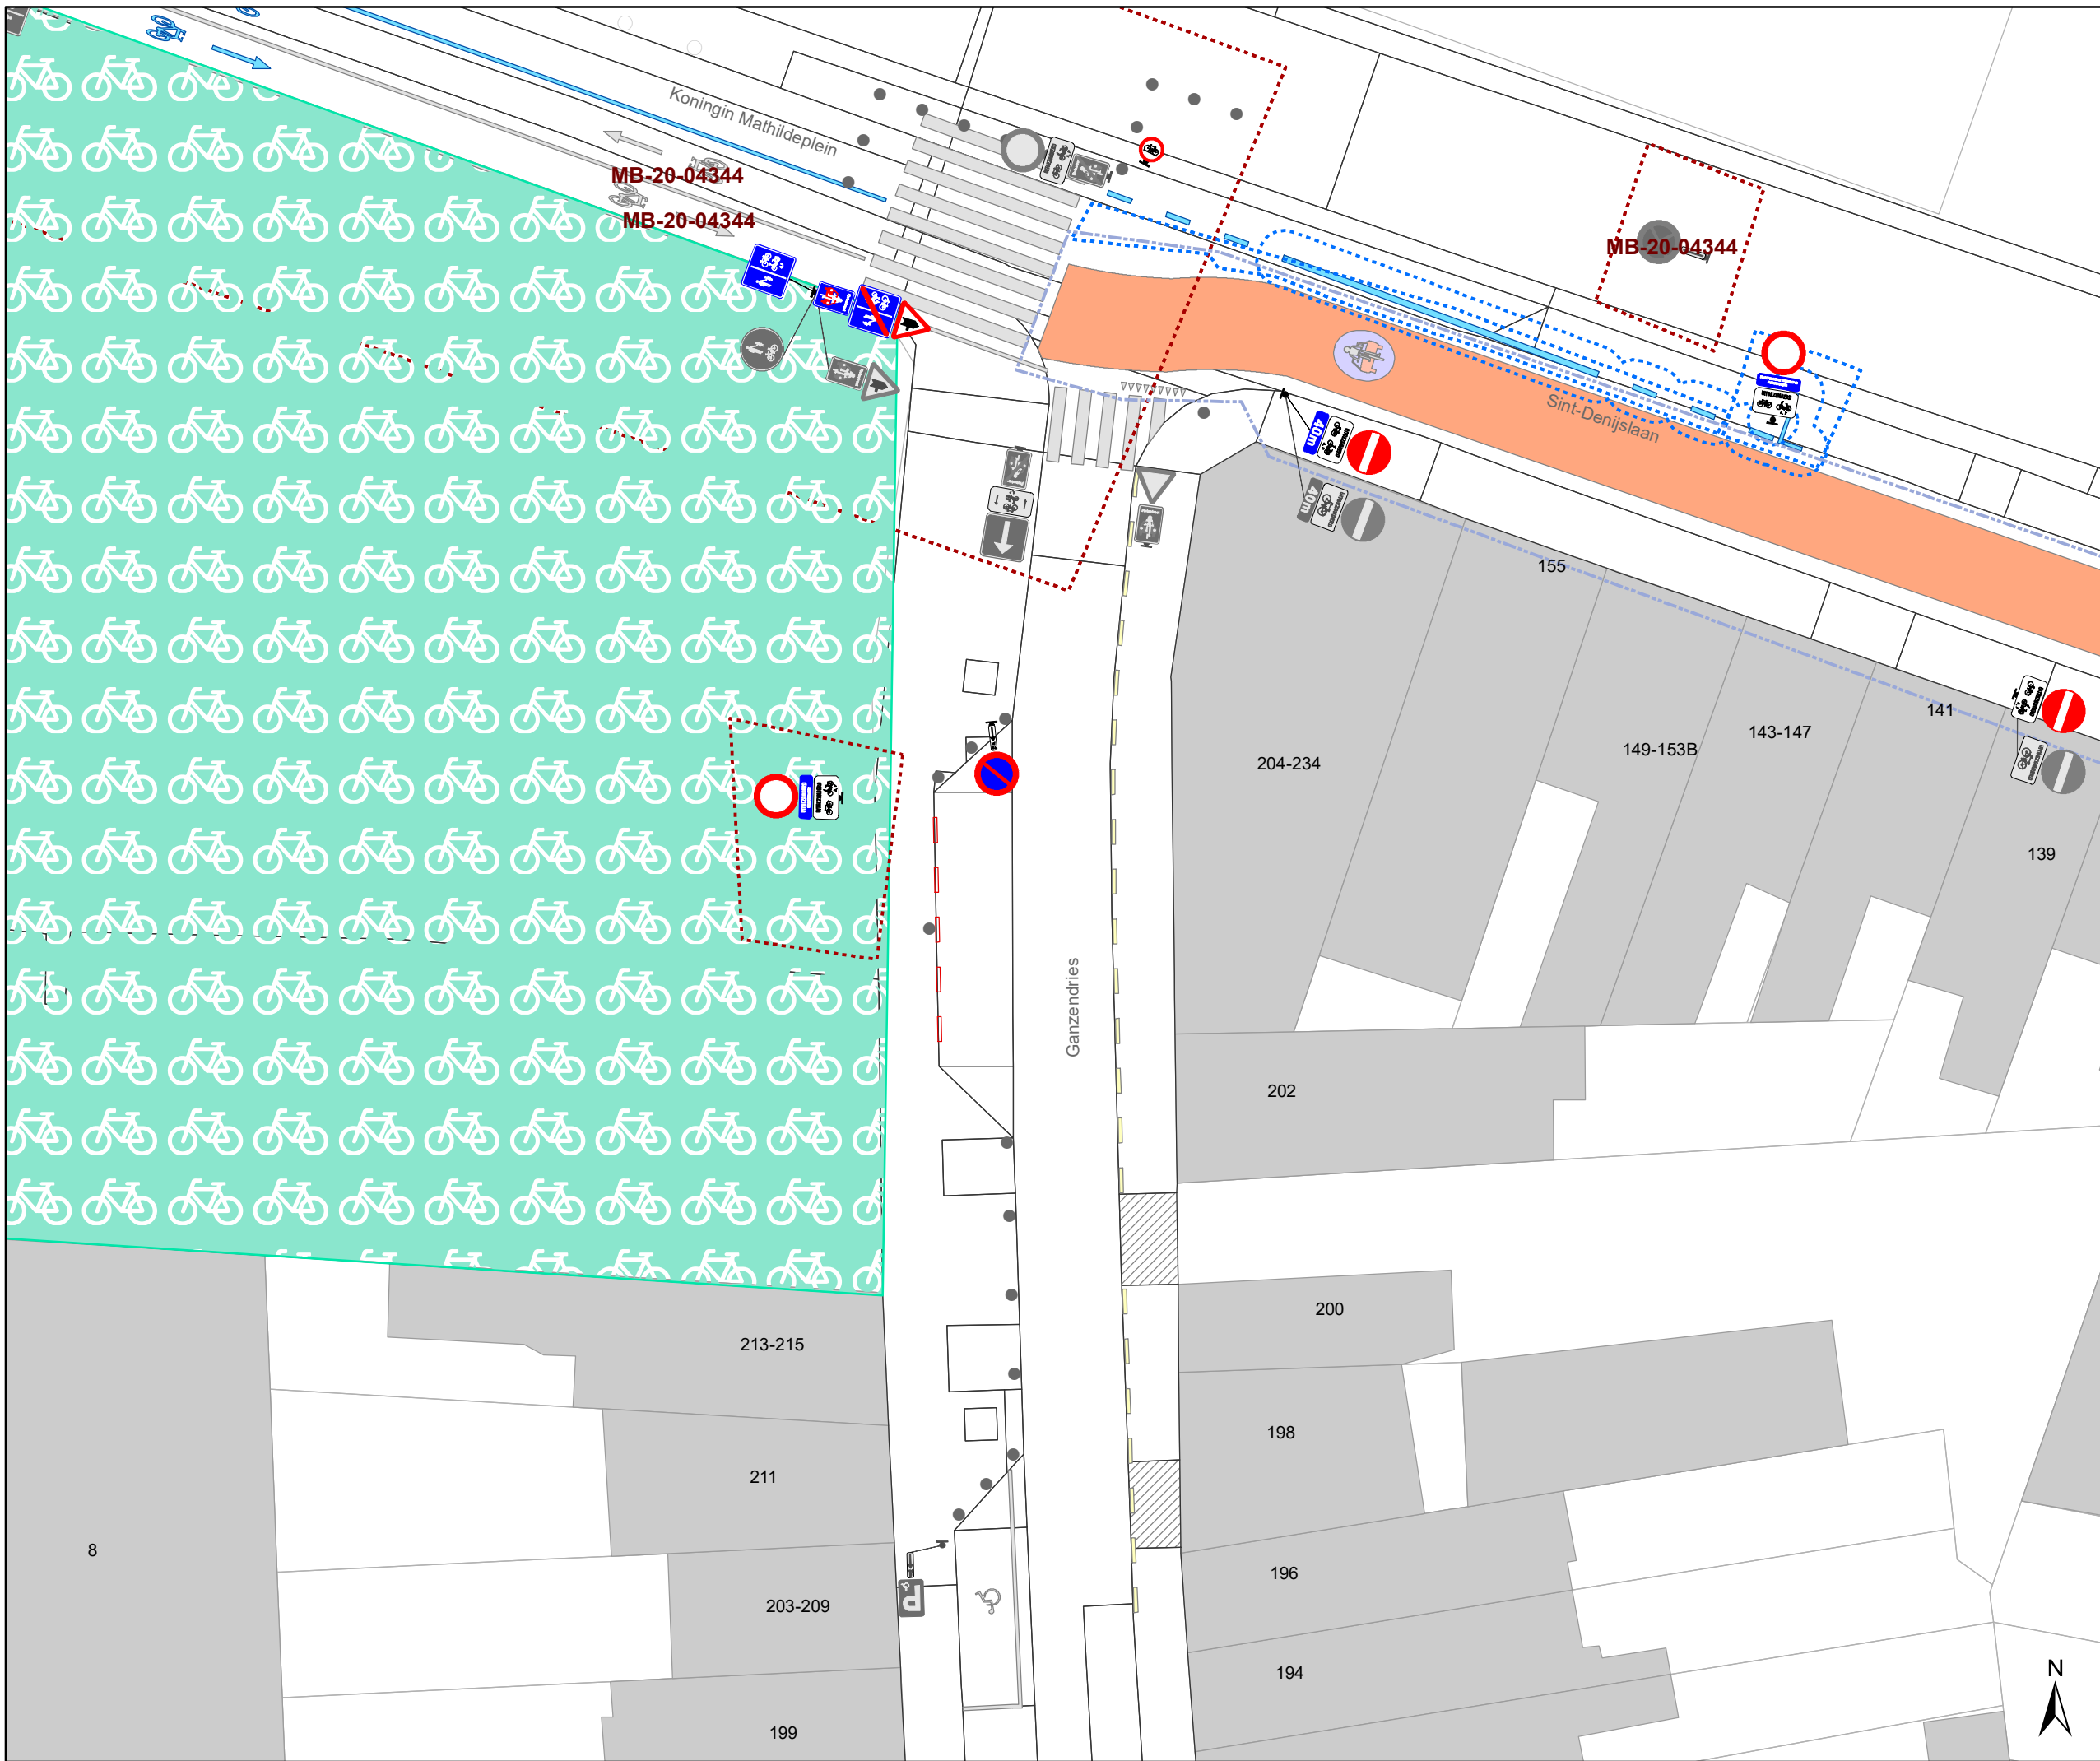 Koningin Mathildeplein
MB-20-04344
MB-20-04344
MB-20-04344
Sint-Denijslaan
40m
40m
155
204-234
149-153B
143-147
141
139
Ganzendries
202
213-215
200
211
198
8
203-209
196
P
194
199
N